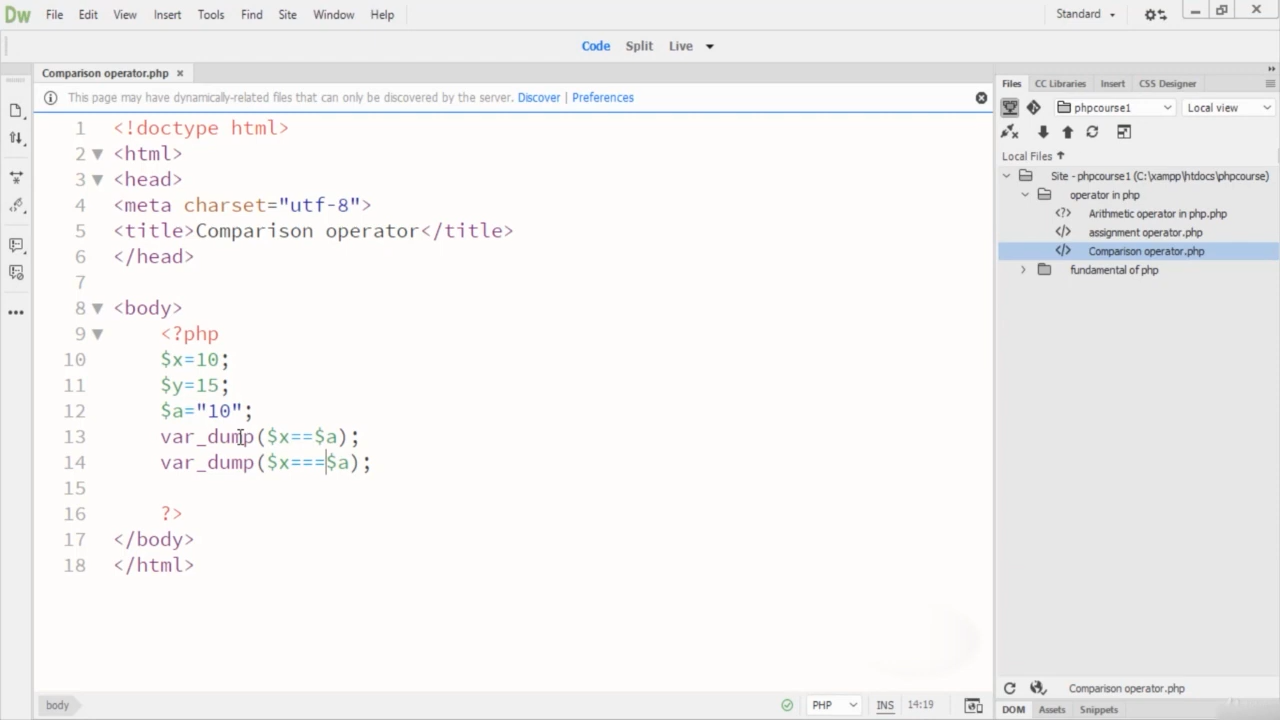 Dw File Edit View Insert Tools Find Site Window Help Standard
Code Split Live
Comparison operator.php ×
This page may have dynamically-related files that can only be discovered by the server. Discover | Preferences
1 <!doctype html>
2 <html>
3 <head>
4 <meta charset="utf-8">
5 <title>Comparison operator</title>
6 </head>
7
8 <body>
9 <?php
10 $x=10;
11 $y=15;
12 $a="10";
13 var_dump($x==$a);
14 var_dump($x===$a);
15
16 ?>
17 </body>
18 </html>
body PHP INS 14:19
Files CC Libraries Insert CSS Designer
phpcourse1 Local view
Local Files
Site - phpcourse1 (C:\xampp\htdocs\phpcourse)
operator in php
Arithmetic operator in php.php
assignment operator.php
Comparison operator.php
fundamental of php
Comparison operator.php
DOM Assets Snippets